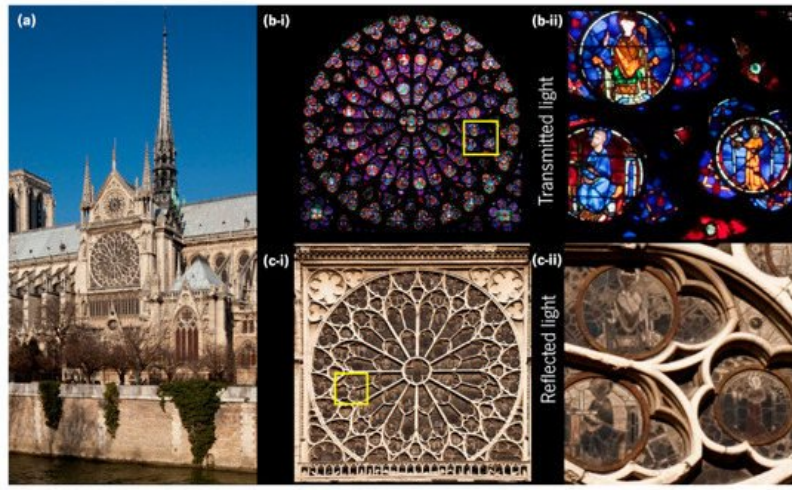 (a)
(b-i)
(b-ii)
Transmitted light
(c-i)
(c-ii)
Reflected light